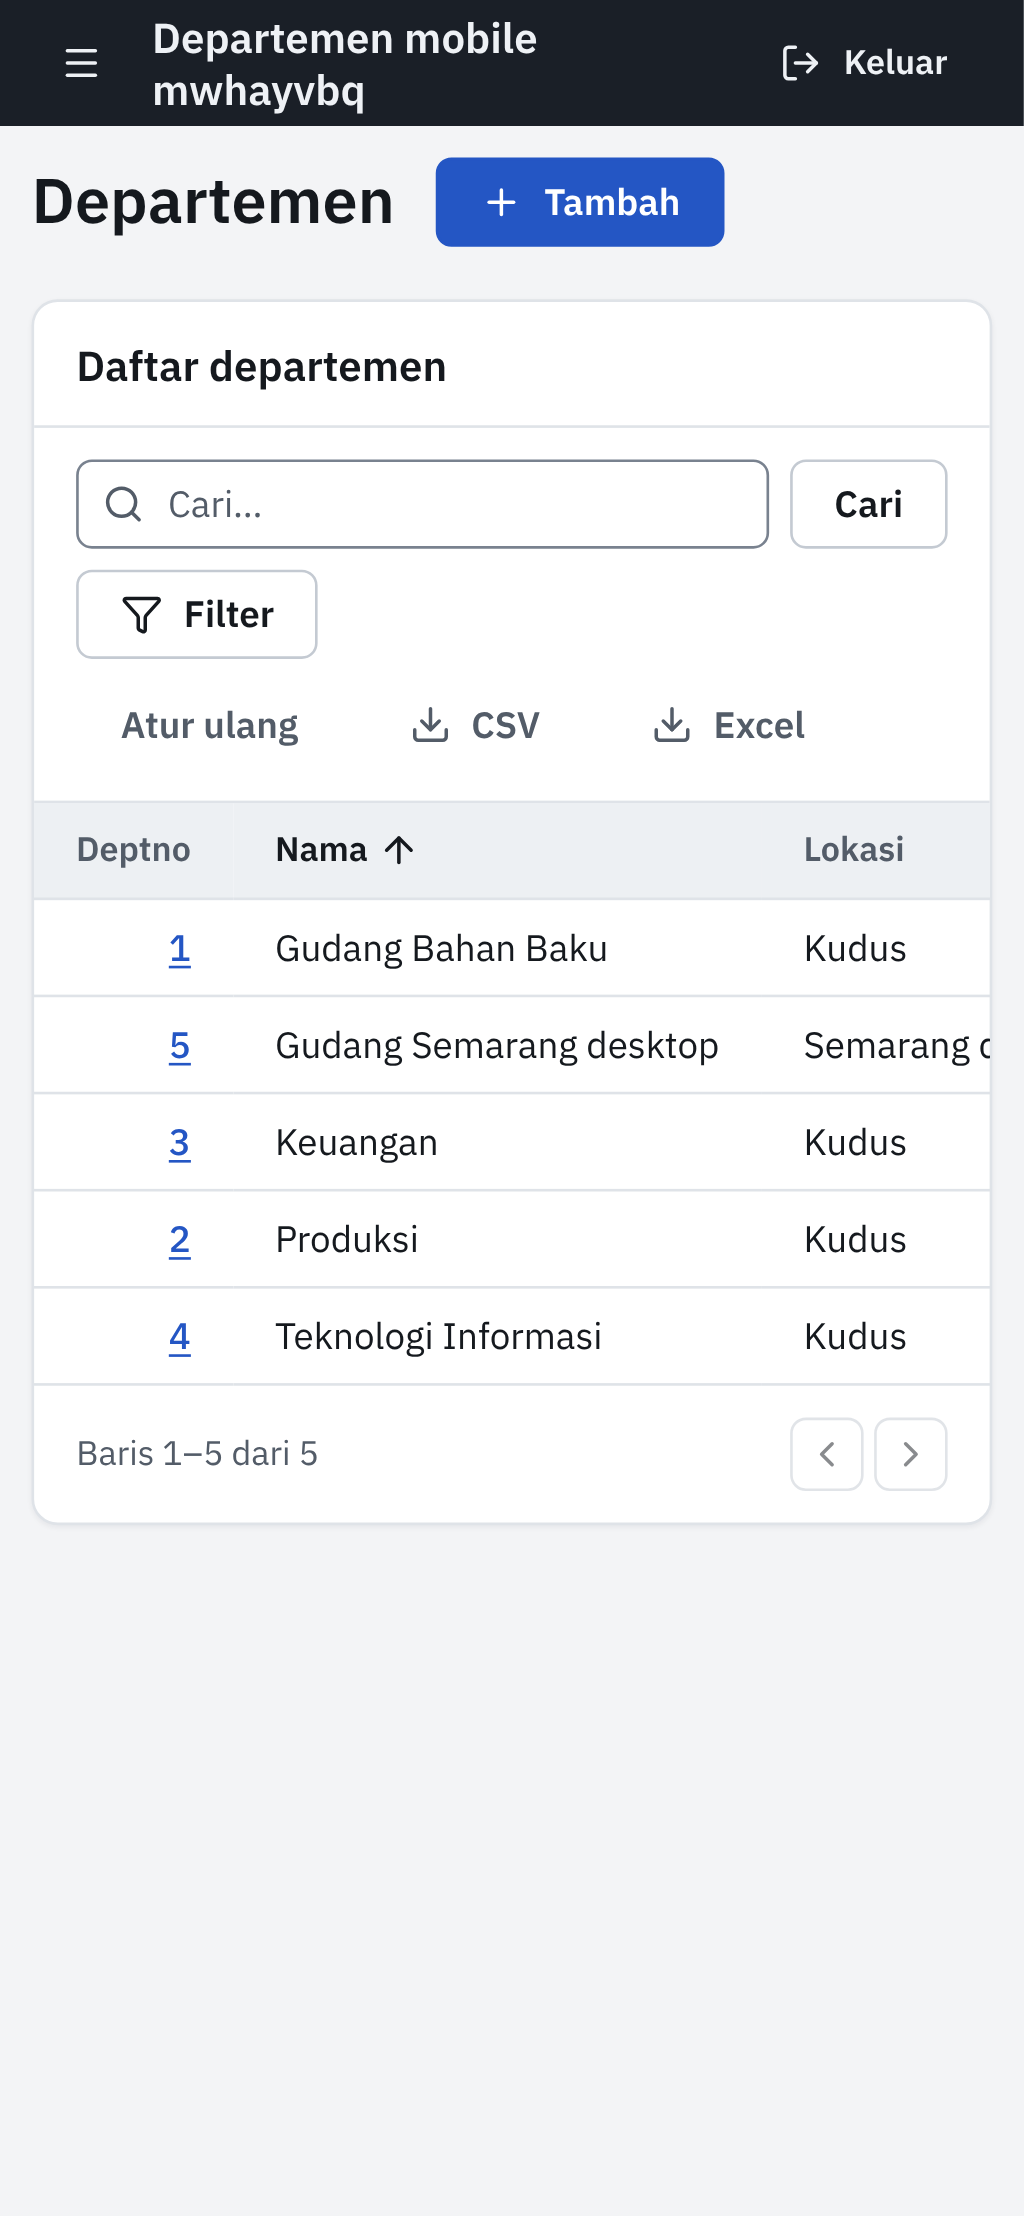 Departemen mobile
mwhayvbq
Keluar
Departemen
Tambah
Daftar departemen
Cari...
Cari
Filter
Atur ulang CSV Excel
Deptno Nama Lokasi
1 Gudang Bahan Baku Kudus
5 Gudang Semarang desktop Semarang
3 Keuangan Kudus
2 Produksi Kudus
4 Teknologi Informasi Kudus
Baris 1–5 dari 5